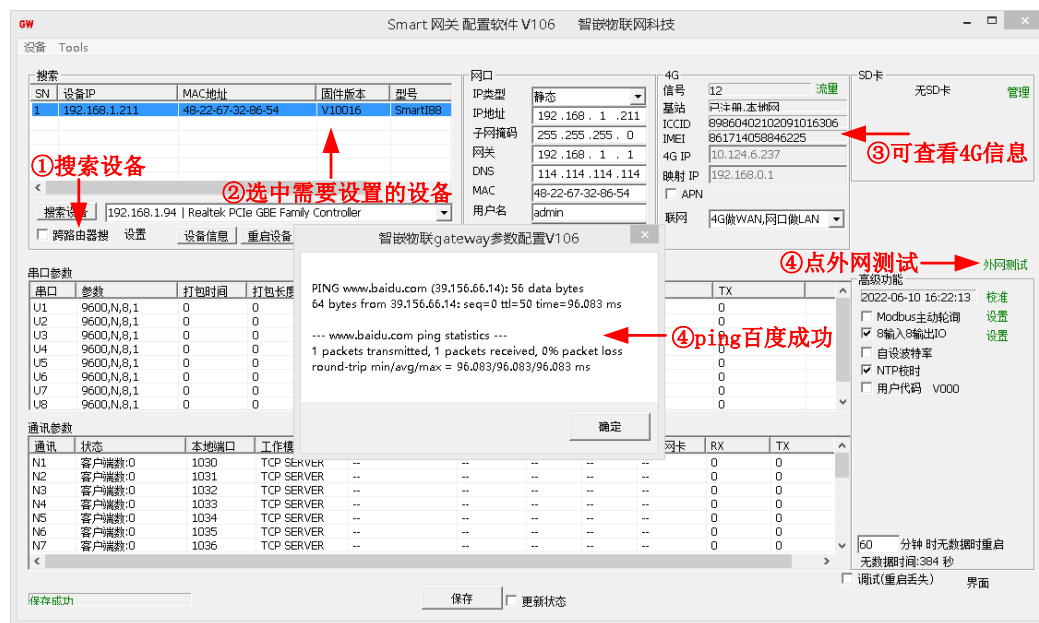 GW Smart 网关 配置软件 V106 智嵌物联网科技
设备 Tools
搜索
SN 设备IP MAC地址 固件版本 型号
1 192.168.1.211 48-22-67-32-86-54 V10016 SmartI88
①搜索设备
②选中需要设置的设备
搜索设备 192.168.1.94 | Realtek PCIe GBE Family Controller
跨路由器搜 设置 设备信息 重启设备
网口
IP类型 静态
IP地址 192 .168 . 1 .211
子网掩码 255 .255 .255 . 0
网关 192 .168 . 1 . 1
DNS 114 .114 .114 .114
MAC 48-22-67-32-86-54
用户名 admin
4G
信号 12 流量
基站 已注册,本地网
ICCID 89860402102091016306
IMEI 861714058846225
4G IP 10.124.6.237
映射 IP 192.168.0.1
APN
联网 4G做WAN,网口做LAN
SD卡
无SD卡 管理
③可查看4G信息
④点外网测试 外网测试
智嵌物联gateway参数配置V106
PING www.baidu.com (39.156.66.14): 56 data bytes
64 bytes from 39.156.66.14: seq=0 ttl=50 time=96.083 ms
--- www.baidu.com ping statistics ---
1 packets transmitted, 1 packets received, 0% packet loss
round-trip min/avg/max = 96.083/96.083/96.083 ms
确定
④ping百度成功
串口参数
串口 参数 打包时间 打包长度 TX
U1 9600,N,8,1 0 0 0
U2 9600,N,8,1 0 0 0
U3 9600,N,8,1 0 0 0
U4 9600,N,8,1 0 0 0
U5 9600,N,8,1 0 0 0
U6 9600,N,8,1 0 0 0
U7 9600,N,8,1 0 0 0
U8 9600,N,8,1 0 0 0
高级功能
2022-06-10 16:22:13 校准
Modbus主动轮询 设置
8输入8输出IO 设置
自设波特率
NTP校时
用户代码 V000
通讯参数
通讯 状态 本地端口 工作模 网卡 RX TX
N1 客户端数:0 1030 TCP SERVER -- -- -- -- -- 0 0
N2 客户端数:0 1031 TCP SERVER -- -- -- -- -- 0 0
N3 客户端数:0 1032 TCP SERVER -- -- -- -- -- 0 0
N4 客户端数:0 1033 TCP SERVER -- -- -- -- -- 0 0
N5 客户端数:0 1034 TCP SERVER -- -- -- -- -- 0 0
N6 客户端数:0 1035 TCP SERVER -- -- -- -- -- 0 0
N7 客户端数:0 1036 TCP SERVER -- -- -- -- -- 0 0
60 分钟 时无数据时重启
无数据时间:384 秒
调试(重启丢失) 界面
保存成功 保存 更新状态